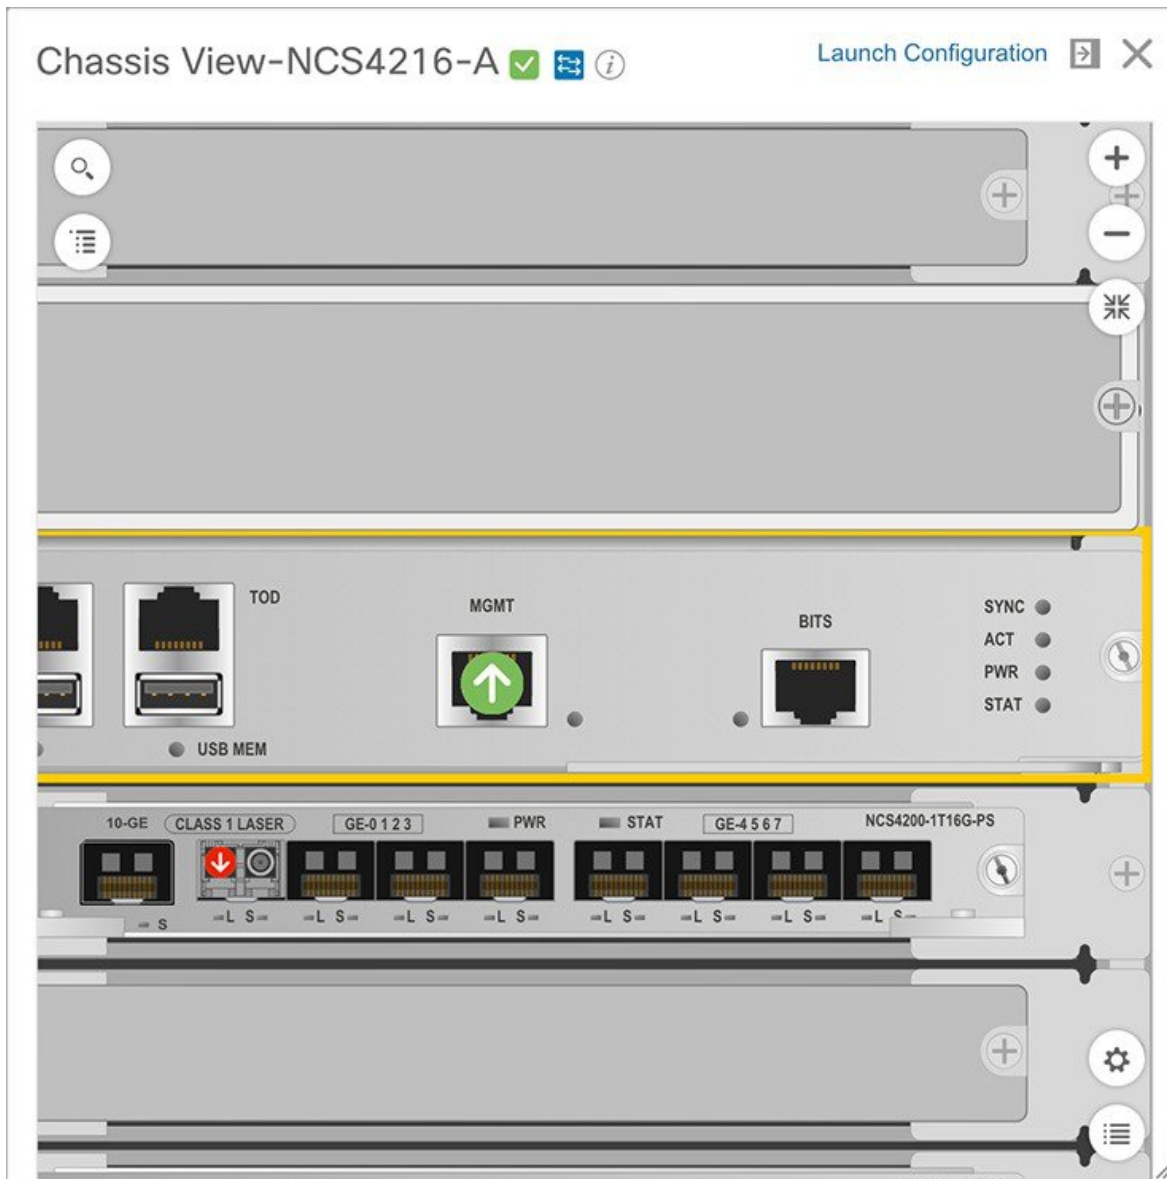 Chassis View-NCS4216-A
Launch Configuration
TOD
MGMT
BITS
SYNC
ACT
PWR
STAT
USB MEM
10-GE
CLASS 1 LASER
GE-0 1 2 3
PWR
STAT
GE-4 5 6 7
NCS4200-1T16G-PS
S
L S
L S
L S
L S
L S
L S
L S
L S